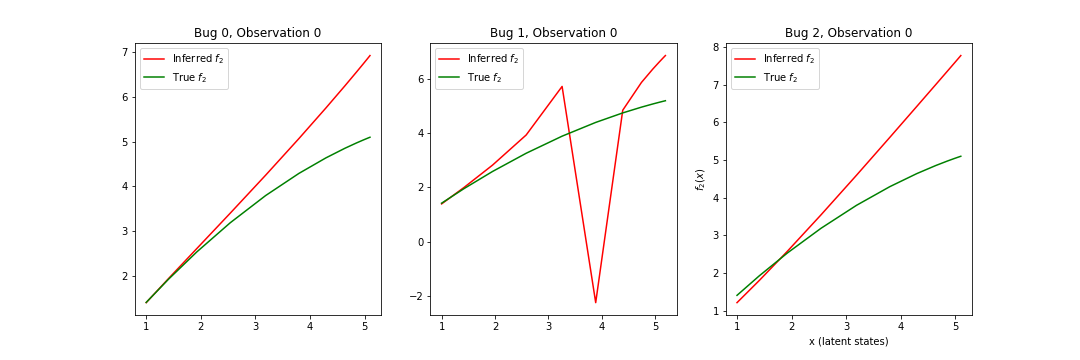 Bug 0, Observation 0
Inferred f₂
True f₂
7
6
5
4
3
2
1 2 3 4 5
Bug 1, Observation 0
Inferred f₂
True f₂
6
4
2
0
−2
1 2 3 4 5
Bug 2, Observation 0
Inferred f₂
True f₂
f₂(x)
8
7
6
5
4
3
2
1
1 2 3 4 5
x (latent states)